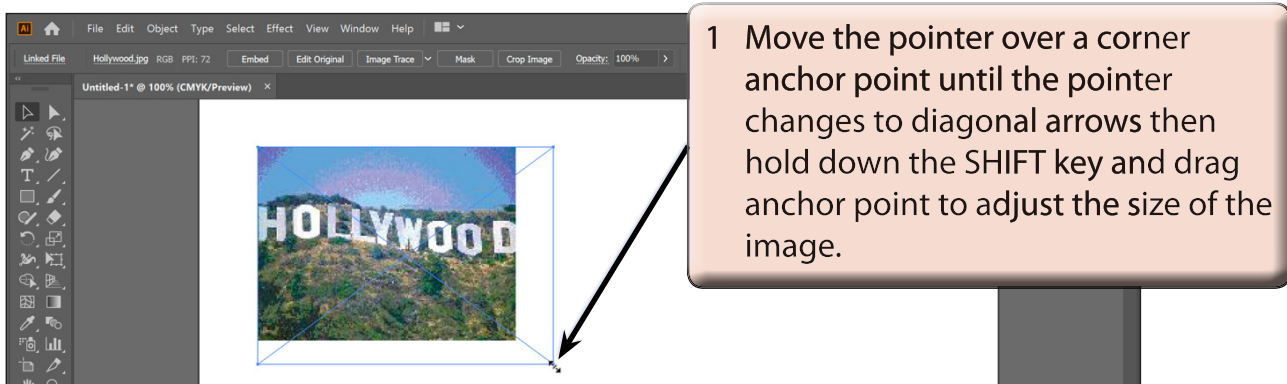 Ai File Edit Object Type Select Effect View Window Help
Linked File Hollywood.jpg RGB PPI: 72 Embed Edit Original Image Trace Mask Crop Image Opacity: 100%
Untitled-1* @ 100% (CMYK/Preview) ×
HOLLYWOOD
1 Move the pointer over a corner
anchor point until the pointer
changes to diagonal arrows then
hold down the SHIFT key and drag
anchor point to adjust the size of the
image.